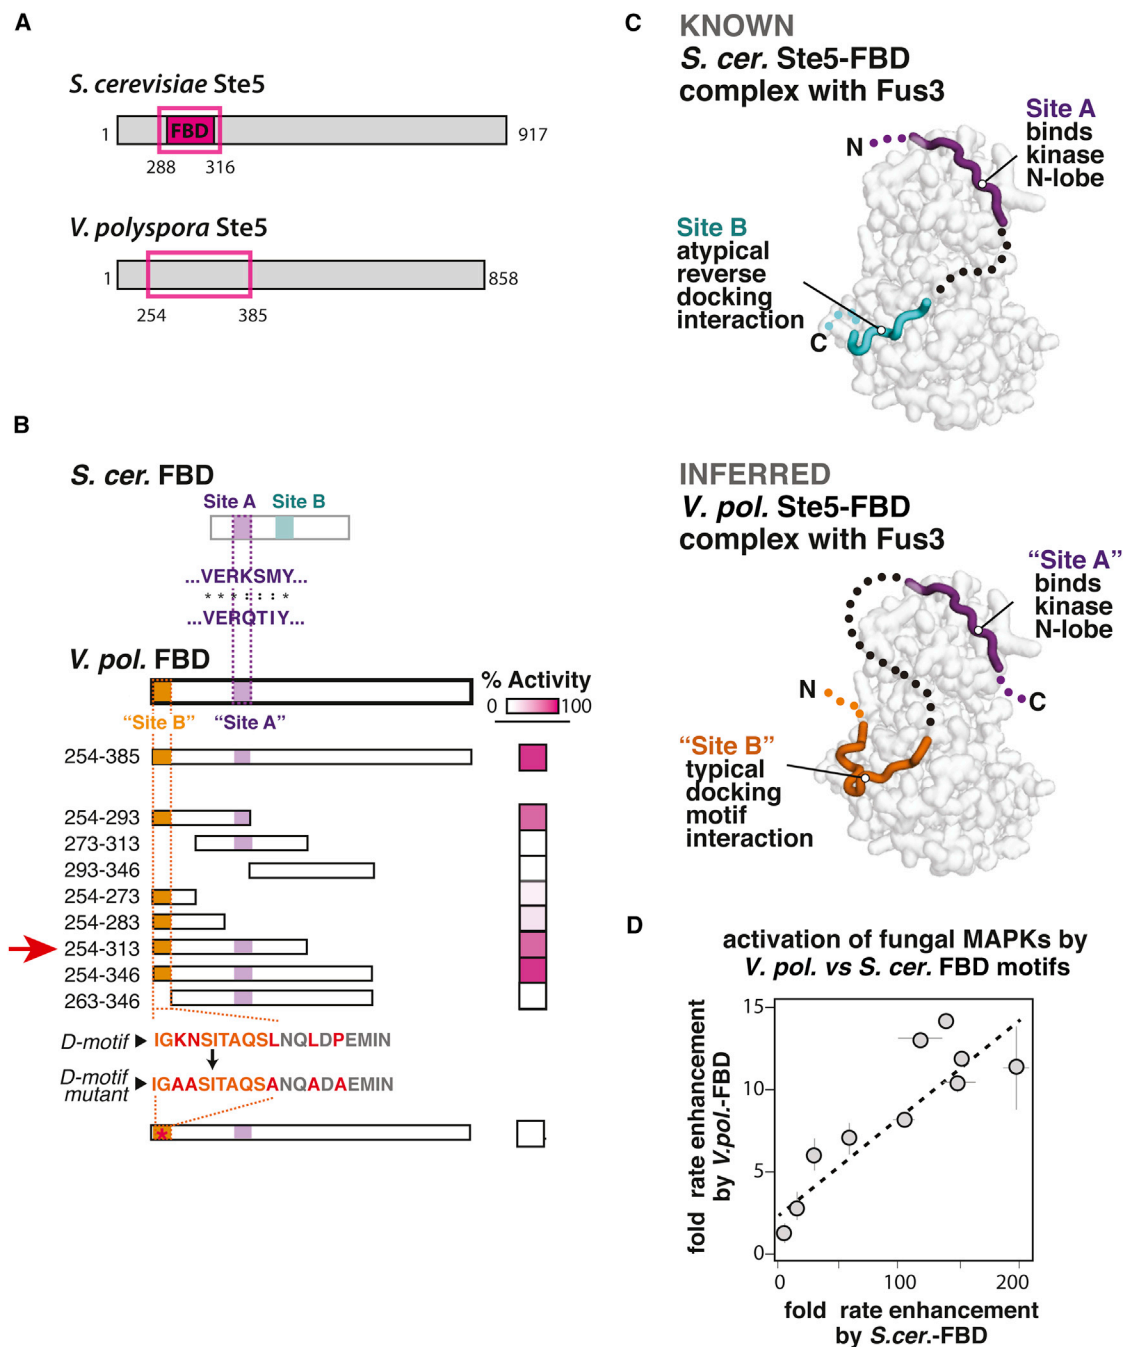 A
S. cerevisiae Ste5
1
FBD
917
288
316
V. polyspora Ste5
1
858
254
385
B
S. cer. FBD
Site A
Site B
...VERKSMY...
* * : : : : *
...VERQTIY...
V. pol. FBD
% Activity
0
100
"Site B"
"Site A"
254-385
254-293
273-313
293-346
254-273
254-283
254-313
254-346
263-346
D-motif
IGKNSITAQSLNQLDPEMIN
D-motif
mutant
IGAASITAQSANQADAEMIN
*
C
KNOWN
S. cer. Ste5-FBD
complex with Fus3
Site A
binds
kinase
N-lobe
N
Site B
atypical
reverse
docking
interaction
C
INFERRED
V. pol. Ste5-FBD
complex with Fus3
“Site A”
binds
kinase
N-lobe
N
C
“Site B”
typical
docking
motif
interaction
D
activation of fungal MAPKs by
V. pol. vs S. cer. FBD motifs
fold rate enhancement
by V.pol.-FBD
15
10
5
0
0
100
200
fold rate enhancement
by S.cer.-FBD